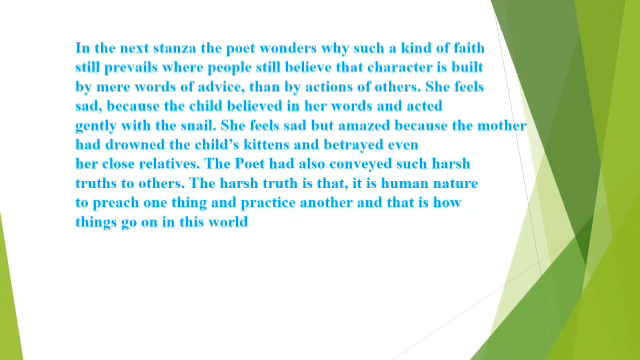 In the next stanza the poet wonders why such a kind of faith
still prevails where people still believe that character is built
by mere words of advice, than by actions of others. She feels
sad, because the child believed in her words and acted
gently with the snail. She feels sad but amazed because the mother
had drowned the child's kittens and betrayed even
her close relatives. The Poet had also conveyed such harsh
truths to others. The harsh truth is that, it is human nature
to preach one thing and practice another and that is how
things go on in this world